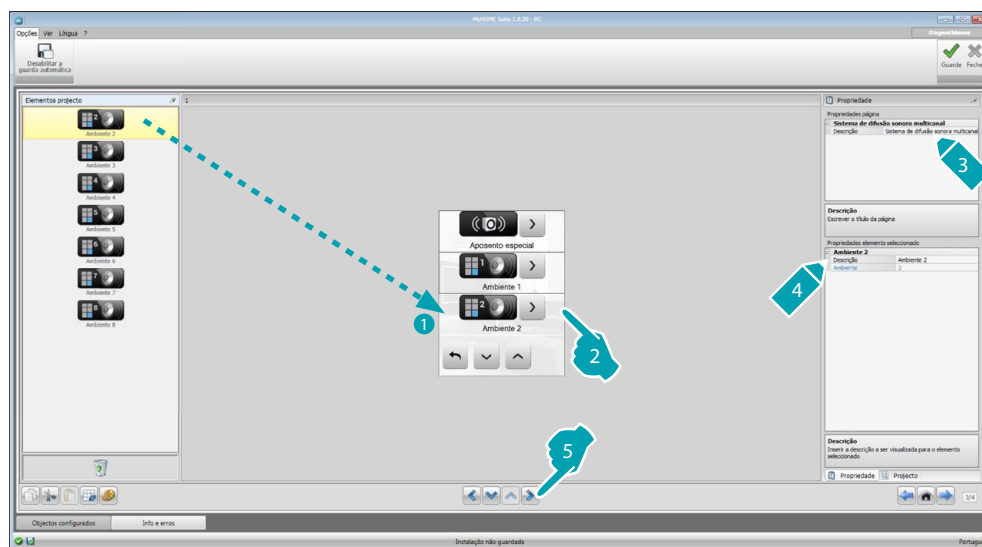 MyHOME Suite 1.0.30 - RC
Opções Ver Língua ?
Desabilitar a
guarda automática
Guarde Feche
Elementos projecto
1
Propriedade
Ambiente 2
Ambiente 3
Ambiente 4
Ambiente 5
Ambiente 6
Ambiente 7
Ambiente 8
Aposento especial
Ambiente 1
Ambiente 2
1
2
3
4
5
Propriedades página
Sistema de difusão sonora multicanal
Descrição Sistema de difusão sonora multicanal
Descrição
Escrever o título da página
Propriedades elemento seleccionado
Ambiente 2
Descrição Ambiente 2
Ambiente 2
Descrição
Inserir a descrição a ser visualizada para o elemento
seleccionado
Propriedade Projecto
3/4
Objectos configurados Info e erros
Instalação não guardada